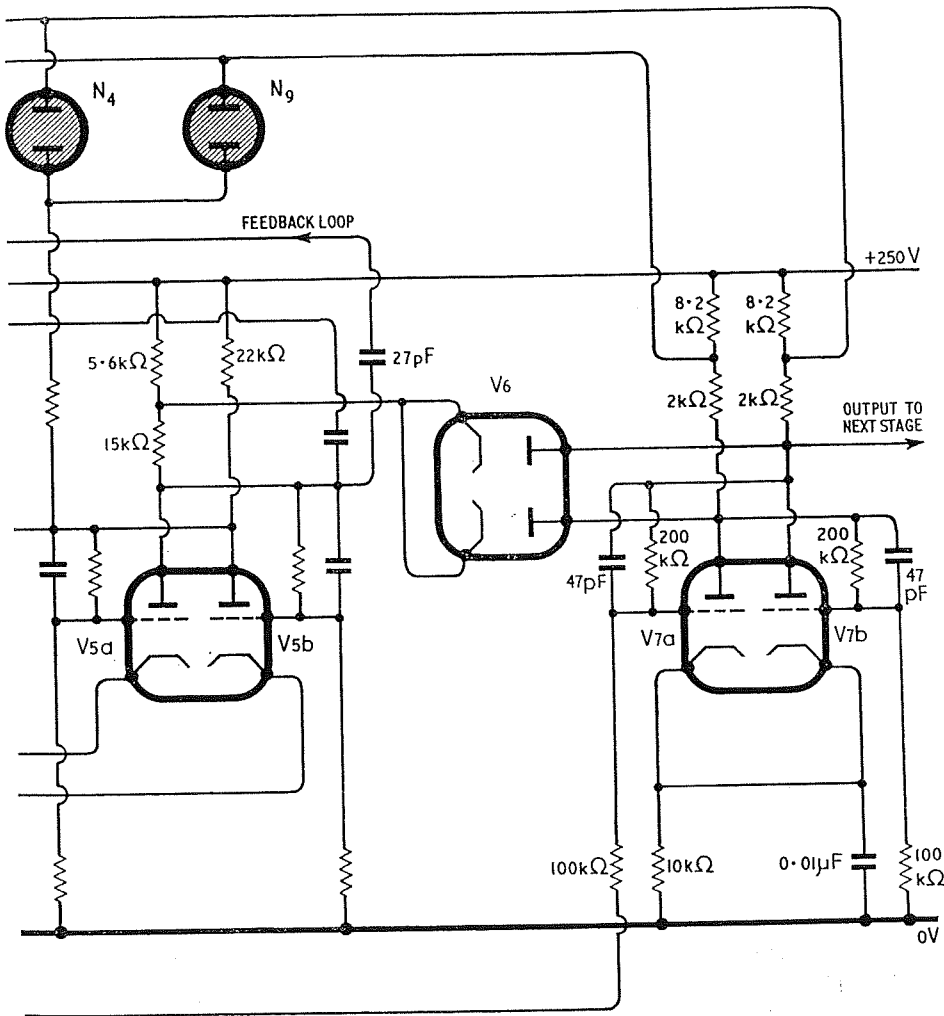 N4
N9
FEEDBACK LOOP
+250V
8·2
kΩ
8·2
kΩ
5·6kΩ
22kΩ
27pF
V6
2kΩ
2kΩ
OUTPUT TO
NEXT STAGE
15kΩ
200
kΩ
200
kΩ
47pF
47
pF
V5a
V5b
V7a
V7b
100kΩ
10kΩ
0·01µF
100
kΩ
0V